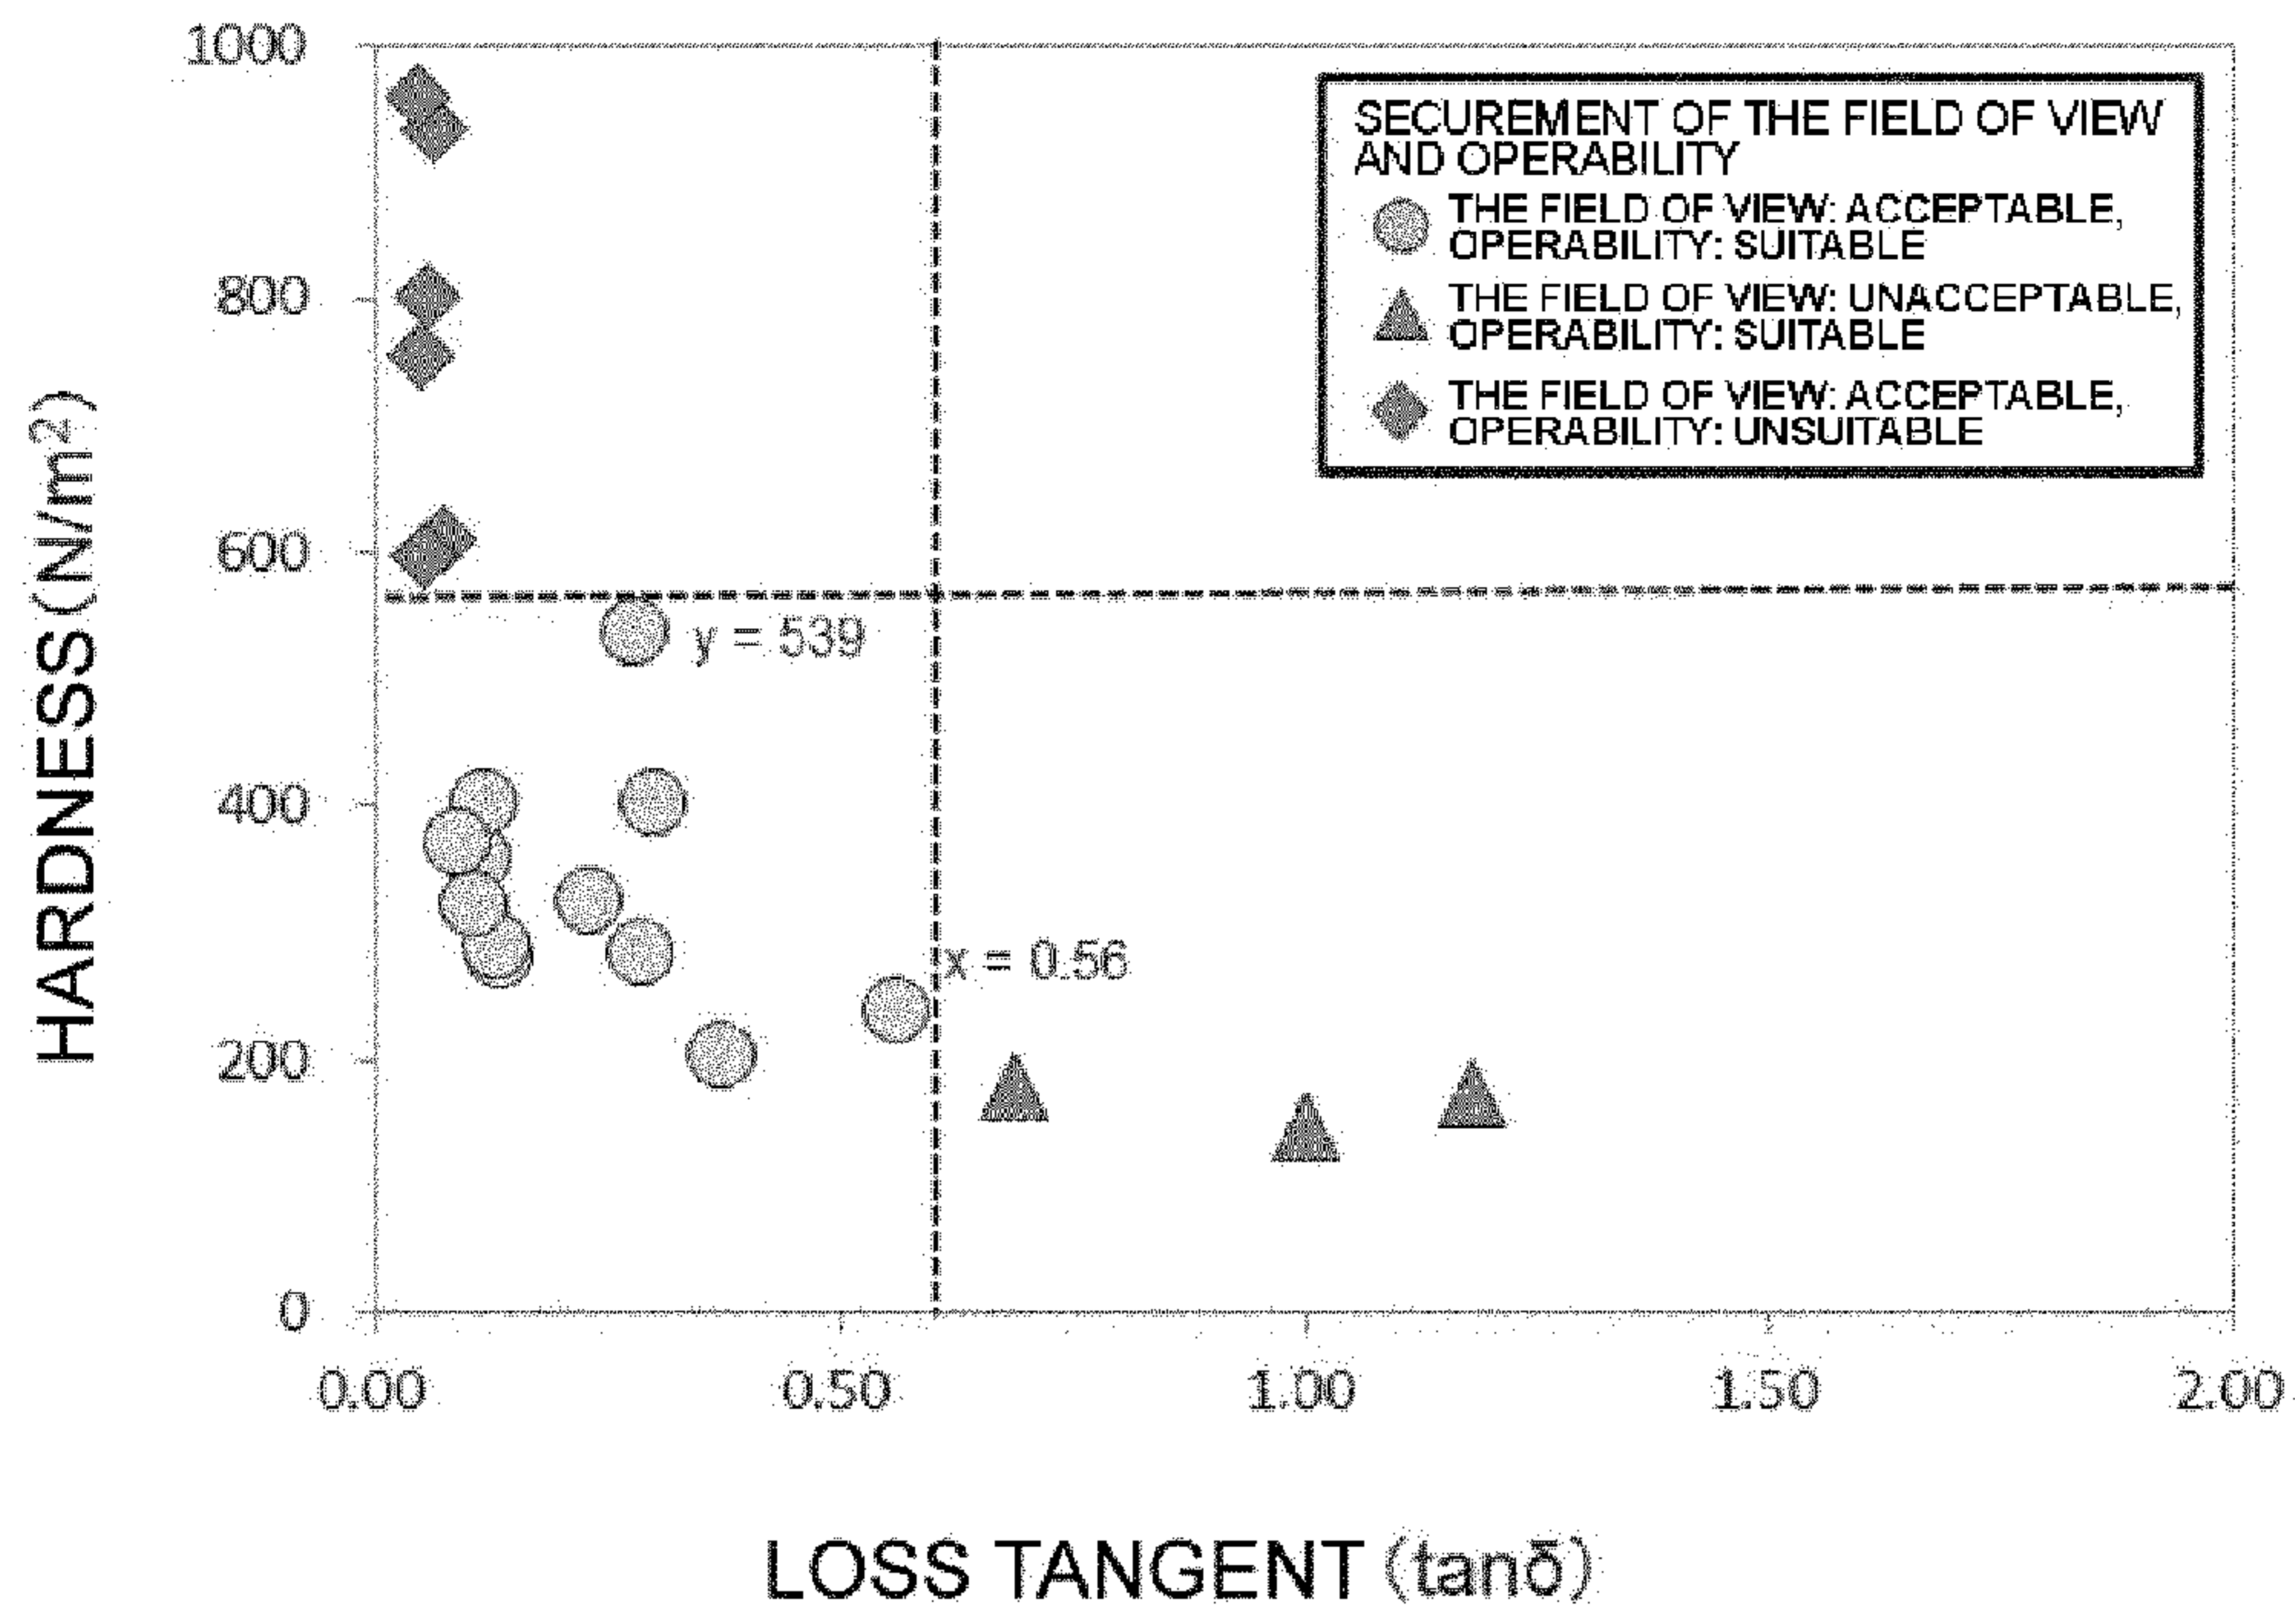 1000
800
600
400
200
0
HARDNESS(N/m²)
SECUREMENT OF THE FIELD OF VIEW
AND OPERABILITY
THE FIELD OF VIEW: ACCEPTABLE,
OPERABILITY: SUITABLE
THE FIELD OF VIEW: UNACCEPTABLE,
OPERABILITY: SUITABLE
THE FIELD OF VIEW: ACCEPTABLE,
OPERABILITY: UNSUITABLE
y = 539
x = 0.56
0.00 0.50 1.00 1.50 2.00
LOSS TANGENT (tanδ)